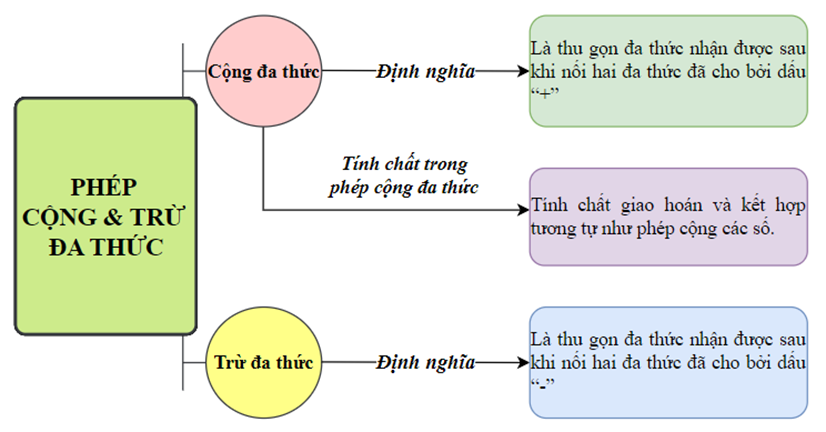 PHÉP
CỘNG & TRỪ
ĐA THỨC
Cộng đa thức
Định nghĩa
Là thu gọn đa thức nhận được sau
khi nối hai đa thức đã cho bởi dấu
“+”
Tính chất trong
phép cộng đa thức
Tính chất giao hoán và kết hợp
tương tự như phép cộng các số.
Trừ đa thức
Định nghĩa
Là thu gọn đa thức nhận được sau
khi nối hai đa thức đã cho bởi dấu
“-”